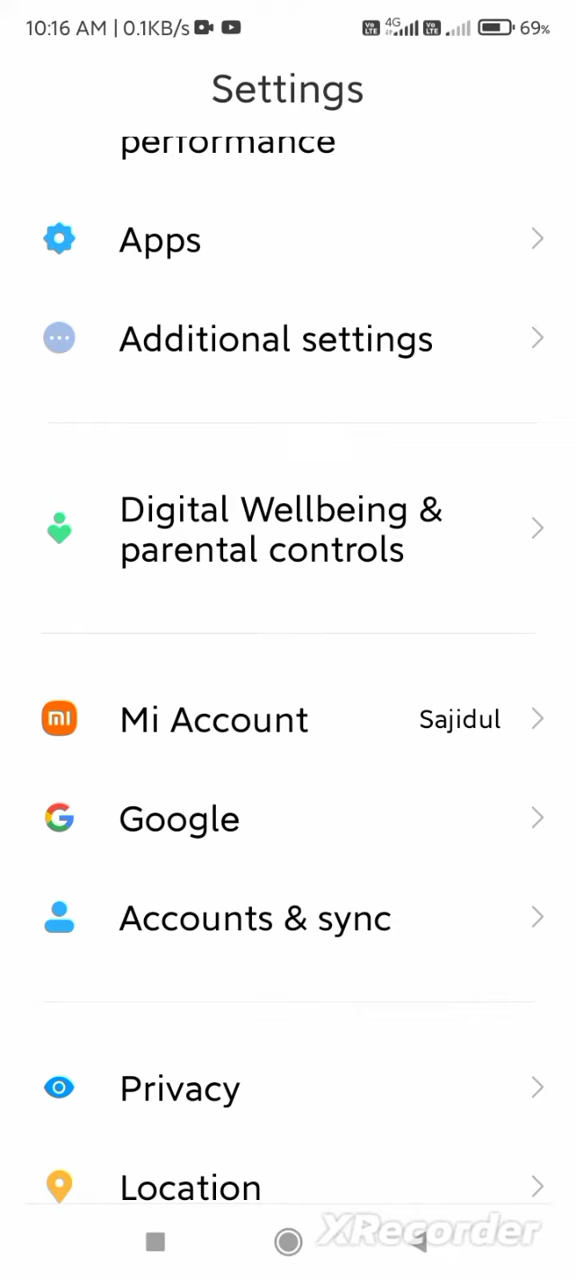 10:16 AM | 0.1KB/s 4G 69%
Settings
performance
Apps
Additional settings
Digital Wellbeing &
parental controls
Mi Account Sajidul
Google
Accounts & sync
Privacy
Location
XRecorder